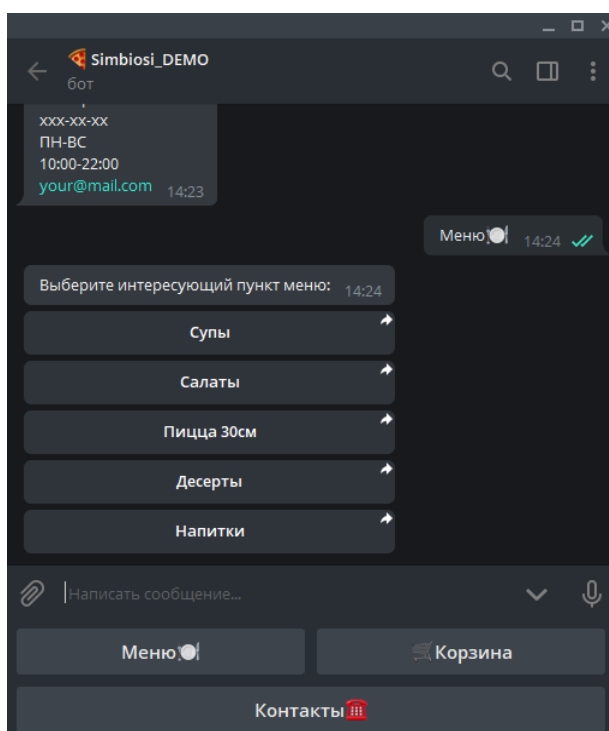 🍕Simbiosi_DEMO
бот
xxx-xx-xx
ПН-ВС
10:00-22:00
your@mail.com 14:23
Меню🍽 14:24
Выберите интересующий пункт меню: 14:24
Супы
Салаты
Пицца 30см
Десерты
Напитки
Написать сообщение...
Меню🍽 🛒Корзина
Контакты☎